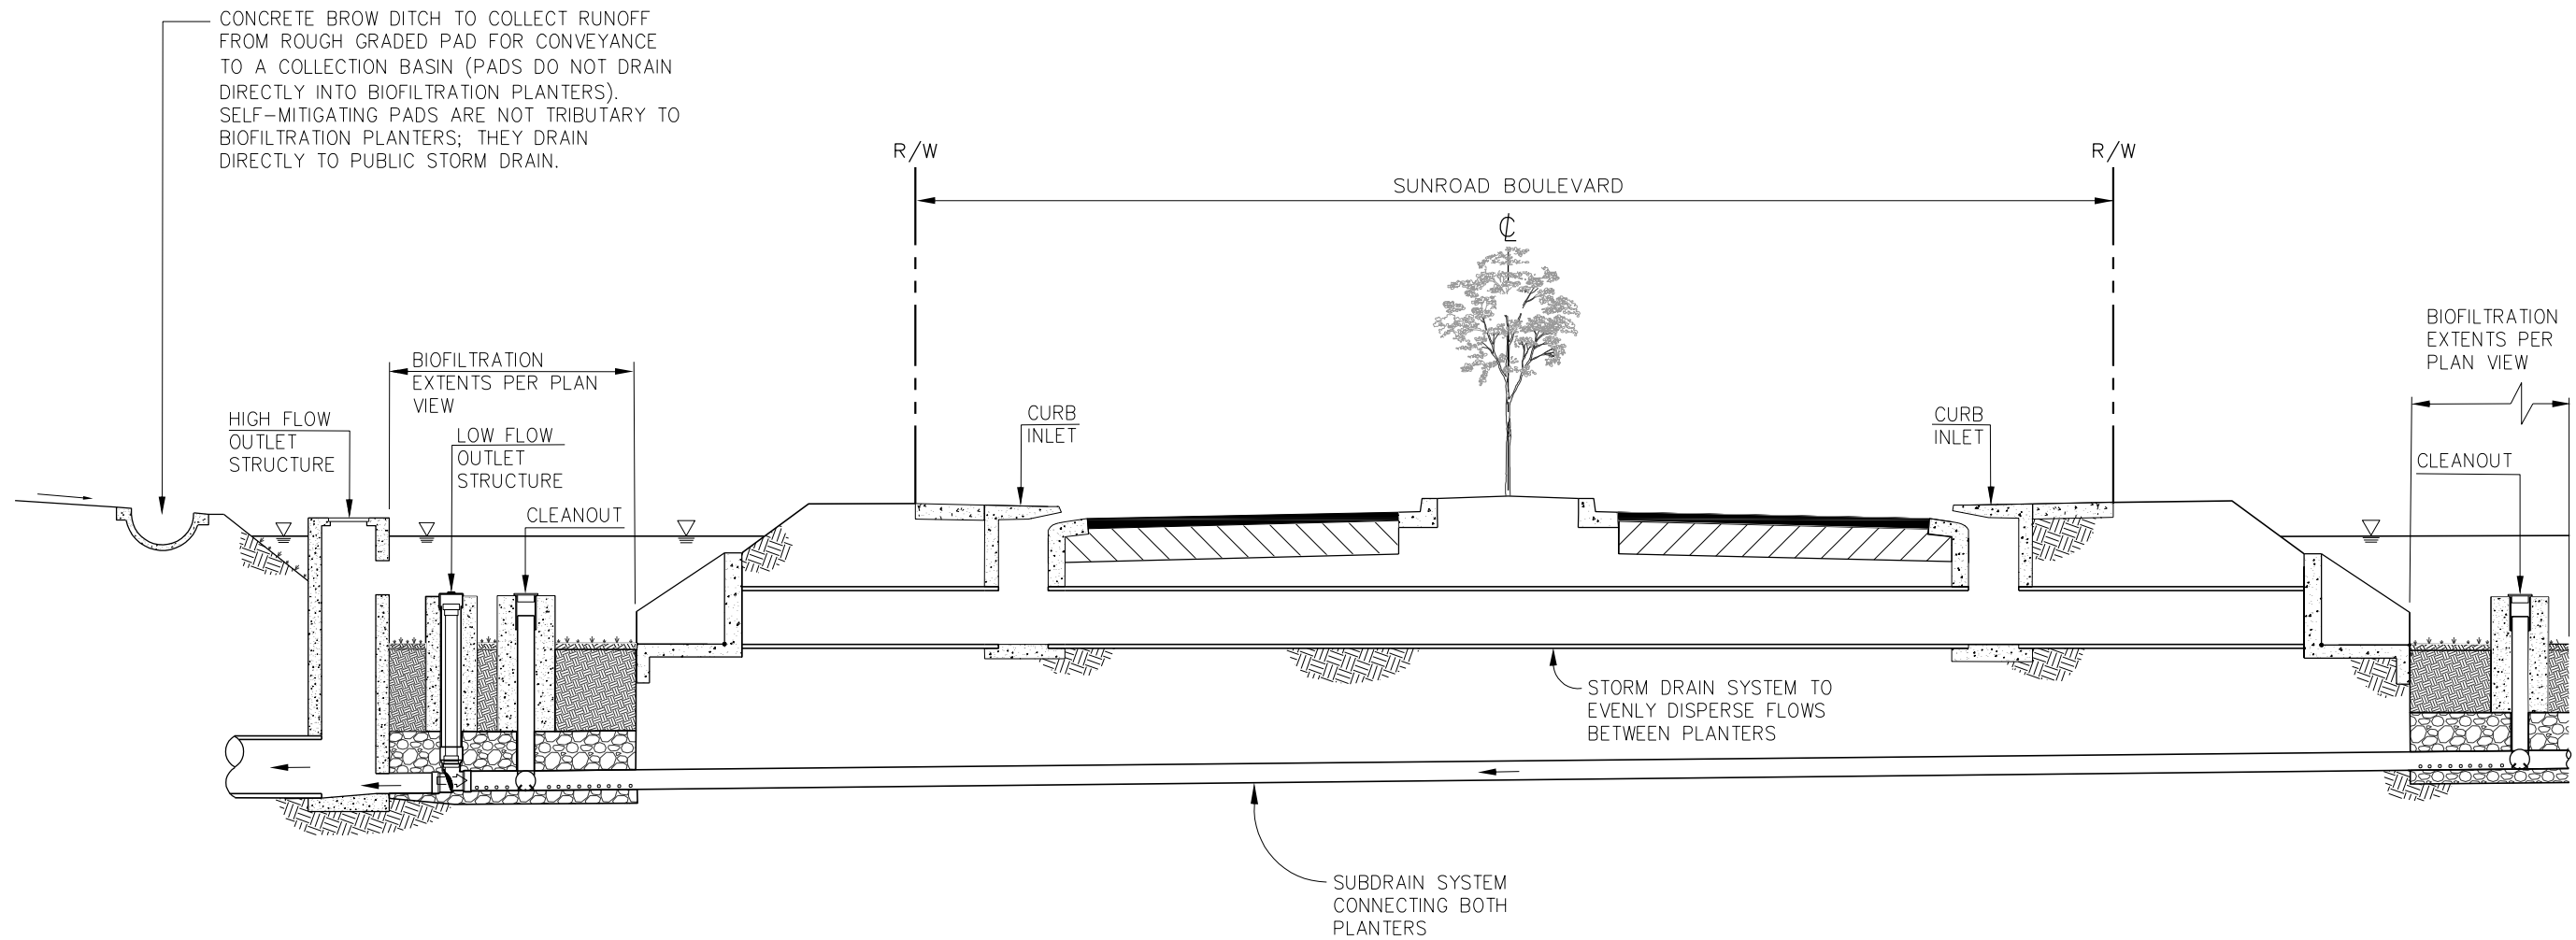 CONCRETE BROW DITCH TO COLLECT RUNOFF
FROM ROUGH GRADED PAD FOR CONVEYANCE
TO A COLLECTION BASIN (PADS DO NOT DRAIN
DIRECTLY INTO BIOFILTRATION PLANTERS).
SELF-MITIGATING PADS ARE NOT TRIBUTARY TO
BIOFILTRATION PLANTERS; THEY DRAIN
DIRECTLY TO PUBLIC STORM DRAIN.
R/W
R/W
SUNROAD BOULEVARD
℄
BIOFILTRATION
EXTENTS PER PLAN
VIEW
BIOFILTRATION
EXTENTS PER
PLAN VIEW
HIGH FLOW
OUTLET
STRUCTURE
LOW FLOW
OUTLET
STRUCTURE
CLEANOUT
CURB
INLET
CURB
INLET
CLEANOUT
STORM DRAIN SYSTEM TO
EVENLY DISPERSE FLOWS
BETWEEN PLANTERS
SUBDRAIN SYSTEM
CONNECTING BOTH
PLANTERS